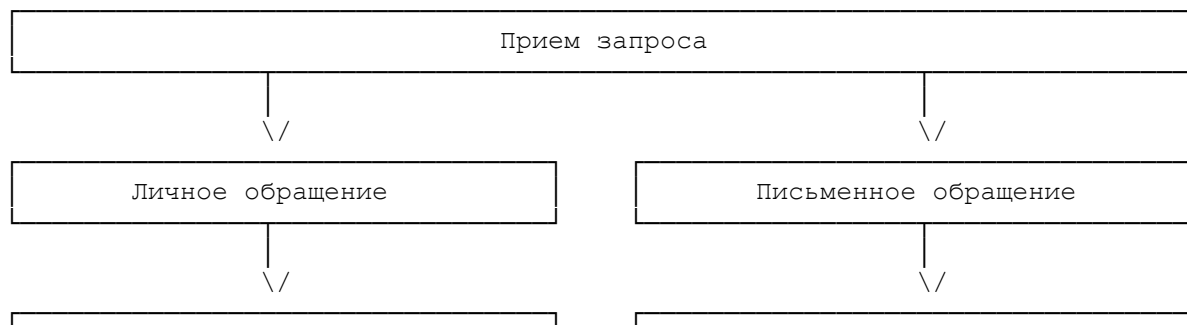 Прием запроса
Личное обращение
Письменное обращение